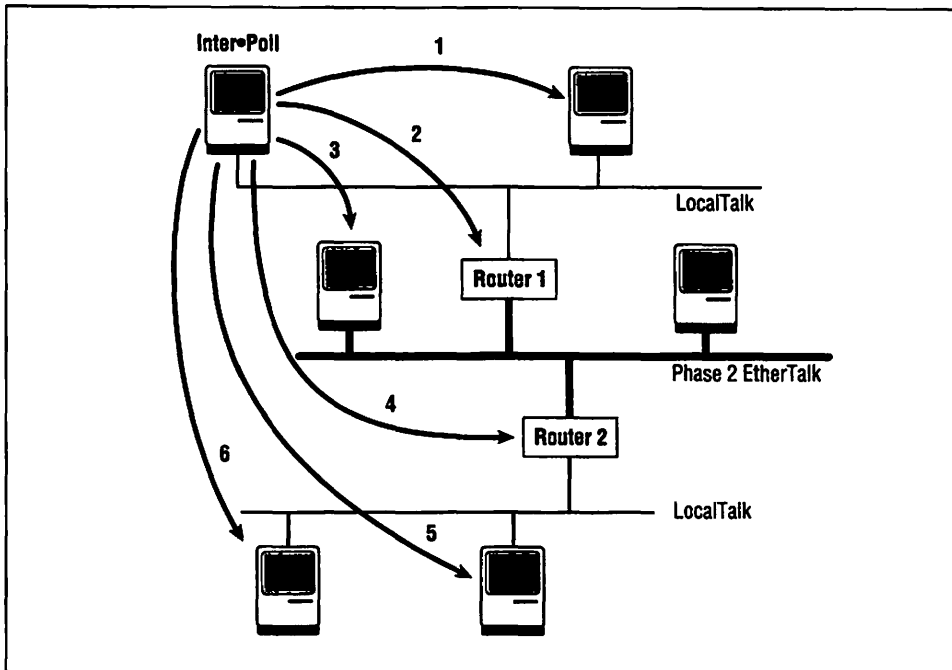 Inter•Poll
1
2
3
LocalTalk
Router 1
Phase 2 EtherTalk
4
Router 2
6
LocalTalk
5